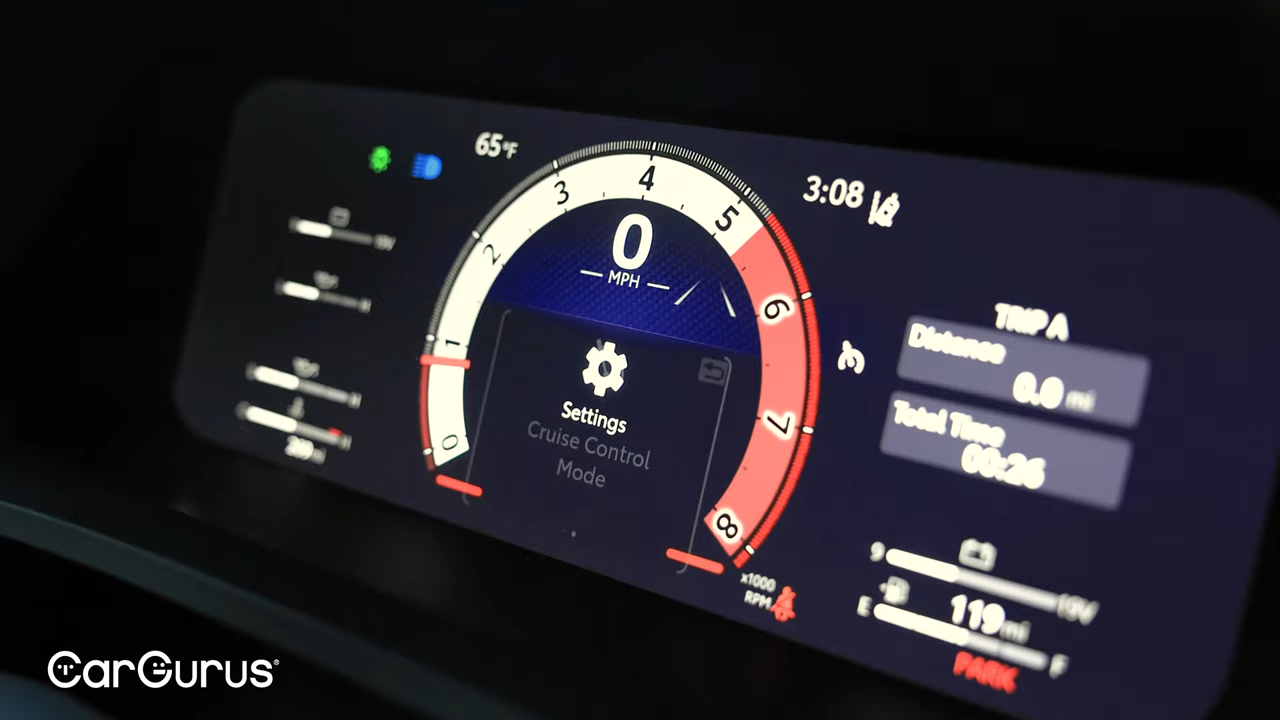 65°F
3:08
0
MPH
0
1
2
3
4
5
6
7
8
x1000
RPM
Settings
Cruise Control
Mode
TRIP A
Distance
0.0 mi
Total Time
00:26
9
19V
119 mi
E
F
PARK
CarGurus®